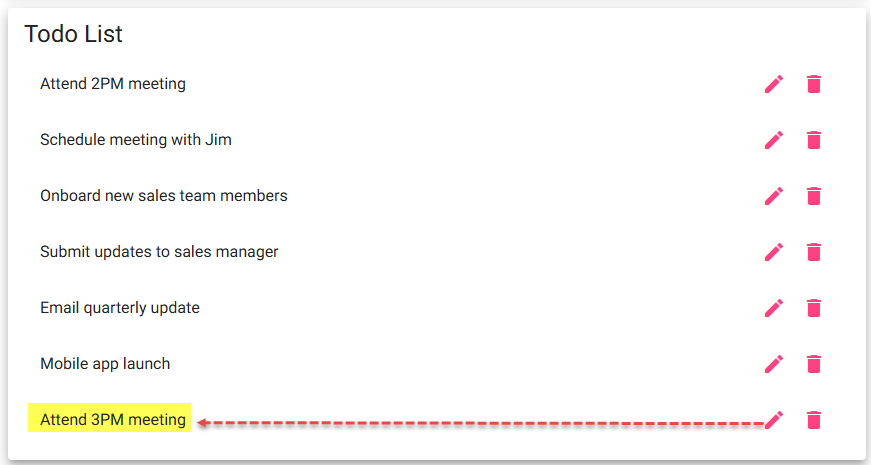 Todo List
Attend 2PM meeting
Schedule meeting with Jim
Onboard new sales team members
Submit updates to sales manager
Email quarterly update
Mobile app launch
Attend 3PM meeting